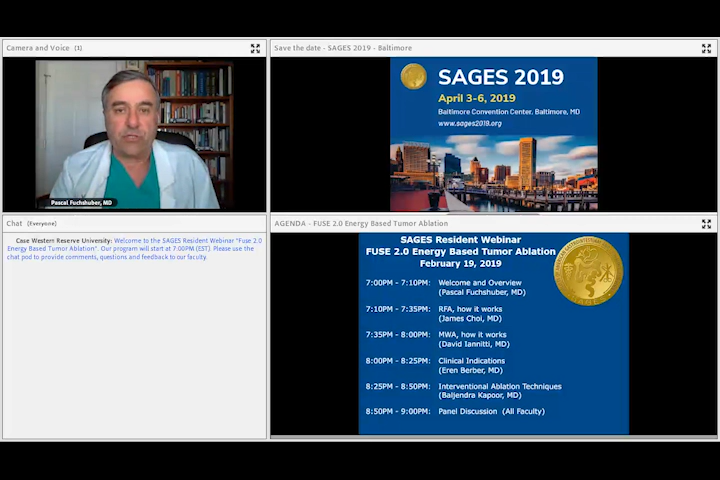 Camera and Voice (1)
Pascal Fuchshuber, MD
Save the date - SAGES 2019 - Baltimore
SAGES 2019
April 3-6, 2019
Baltimore Convention Center, Baltimore, MD
www.sages2019.org
Chat (Everyone)
Case Western Reserve University: Welcome to the SAGES Resident Webinar "Fuse 2.0
Energy Based Tumor Ablation". Our program will start at 7:00PM (EST). Please use the
chat pod to provide comments, questions and feedback to our faculty.
AGENDA - FUSE 2.0 Energy Based Tumor Ablation
SAGES Resident Webinar
FUSE 2.0 Energy Based Tumor Ablation
February 19, 2019
7:00PM - 7:10PM: Welcome and Overview
(Pascal Fuchshuber, MD)
7:10PM - 7:35PM: RFA, how it works
(James Choi, MD)
7:35PM - 8:00PM: MWA, how it works
(David Iannitti, MD)
8:00PM - 8:25PM: Clinical Indications
(Eren Berber, MD)
8:25PM - 8:50PM: Interventional Ablation Techniques
(Baljendra Kapoor, MD)
8:50PM - 9:00PM: Panel Discussion (All Faculty)